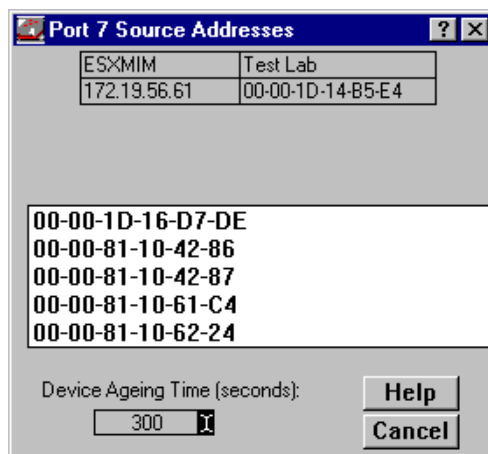 Port 7 Source Addresses
ESXMIM Test Lab
172.19.56.61 00-00-1D-14-B5-E4
00-00-1D-16-D7-DE
00-00-81-10-42-86
00-00-81-10-42-87
00-00-81-10-61-C4
00-00-81-10-62-24
Device Ageing Time (seconds):
300
Help
Cancel